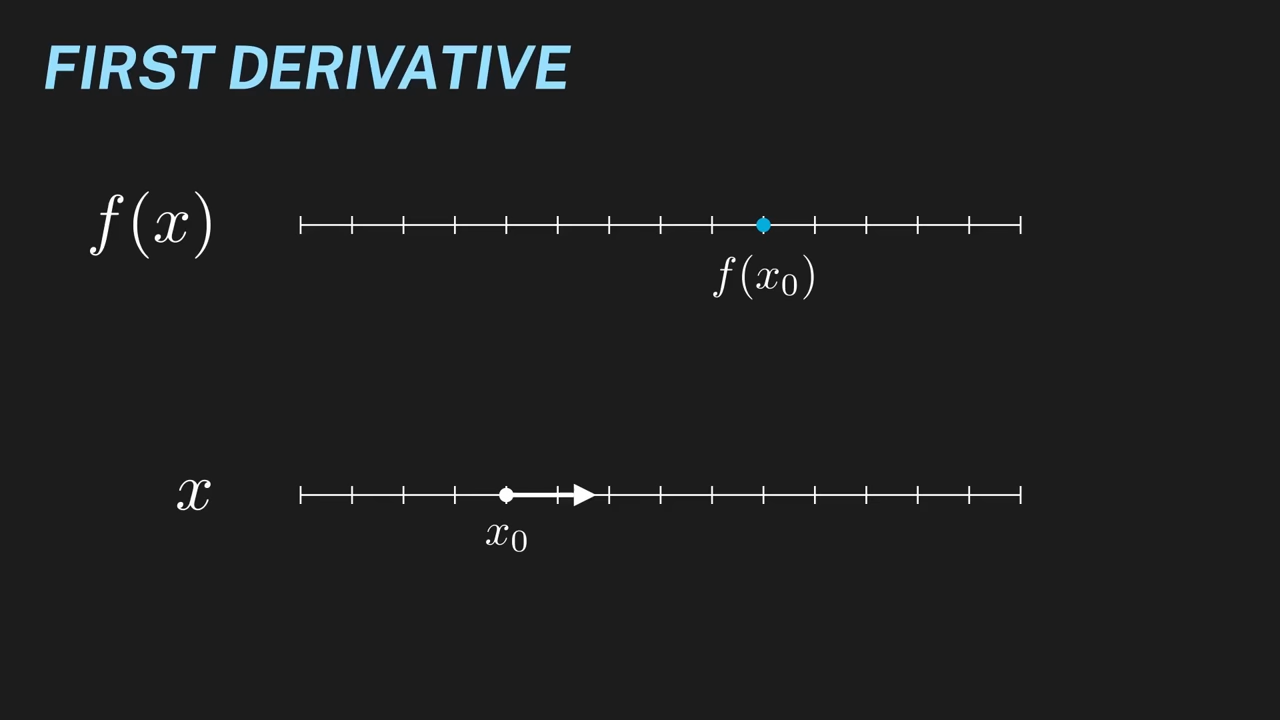 FIRST DERIVATIVE
f(x)
f(x₀)
x
x₀